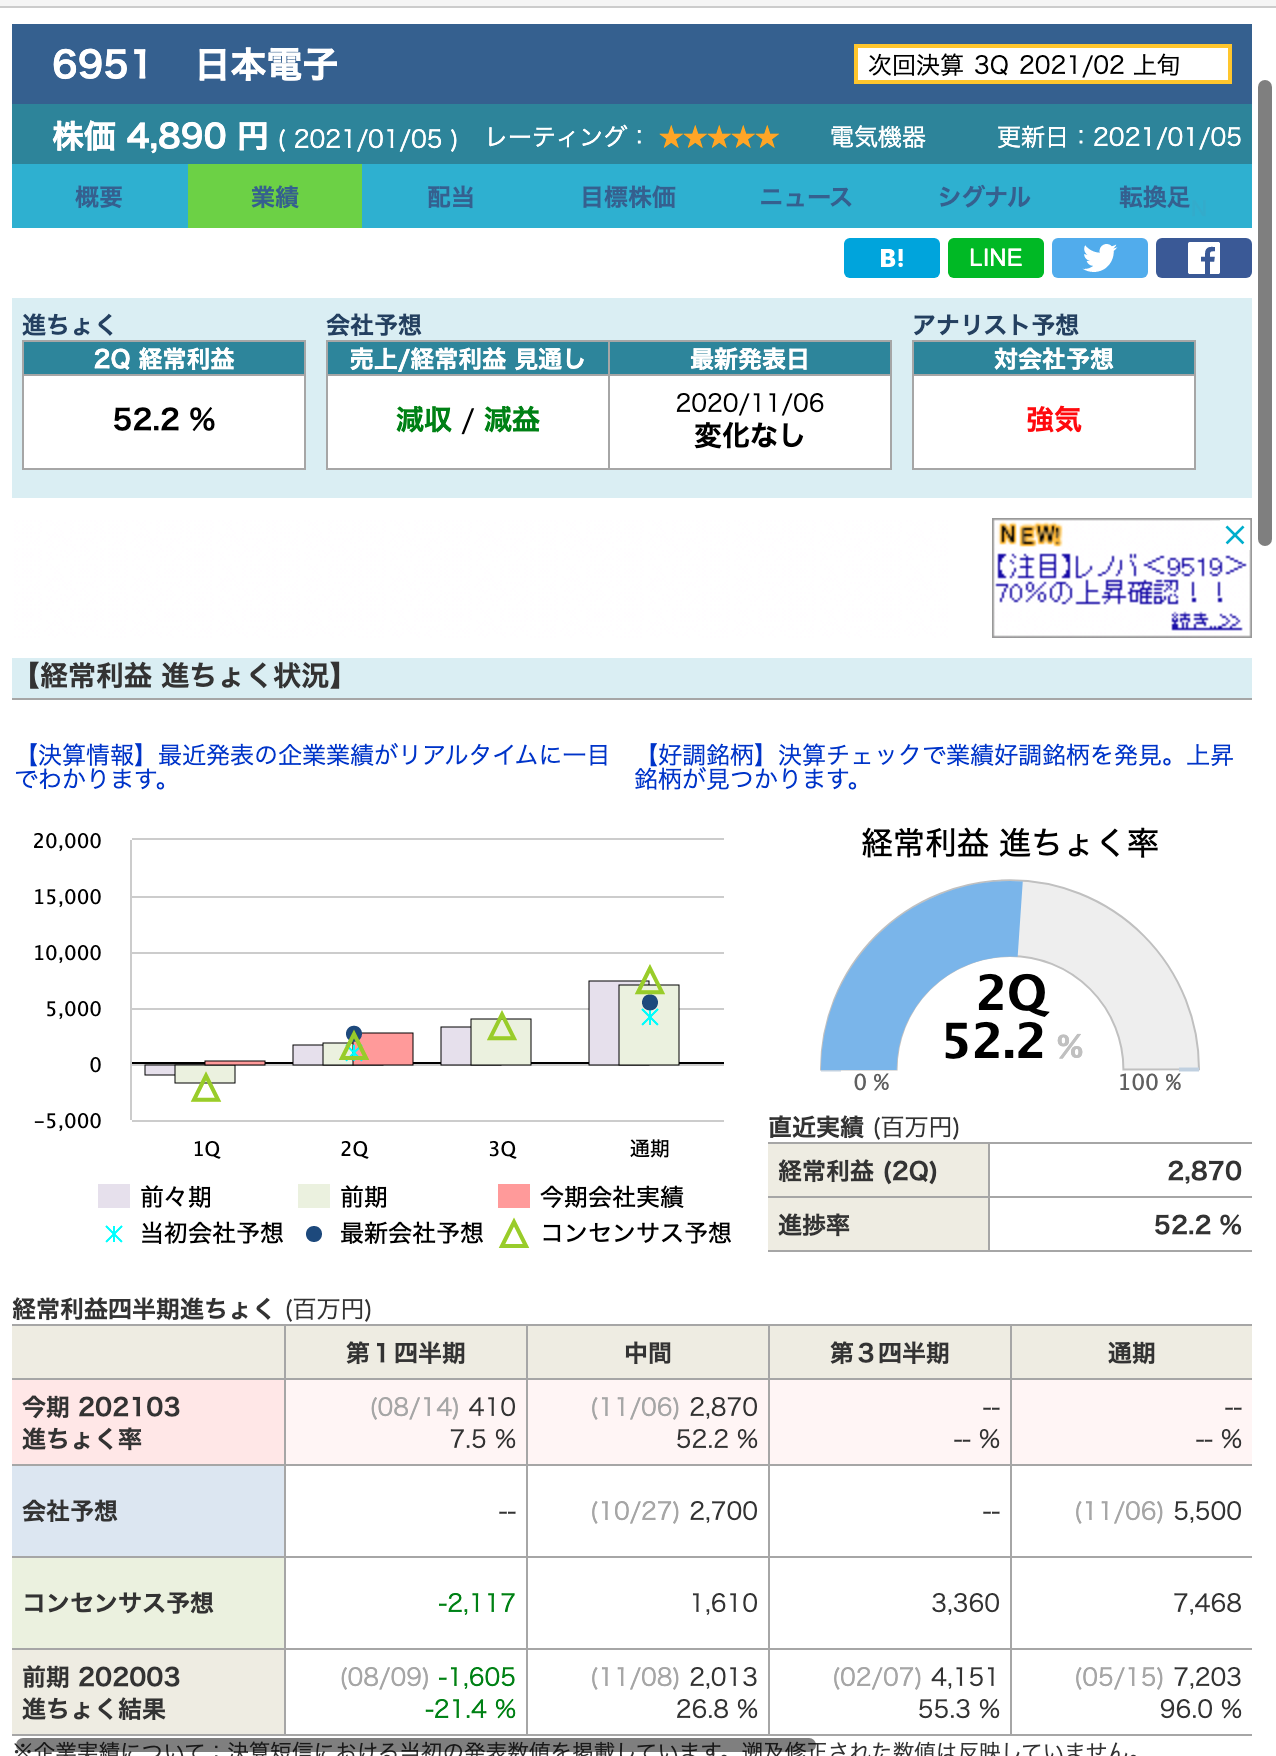 6951 日本電子
次回決算 3Q 2021/02 上旬
株価 4,890 円 ( 2021/01/05 ) レーティング： ★★★★★ 電気機器 更新日：2021/01/05
概要 業績 配当 目標株価 ニュース シグナル 転換足
B! LINE
進ちょく 会社予想 アナリスト予想
2Q 経常利益 売上/経常利益 見通し 最新発表日 対会社予想
52.2 % 減収 / 減益 2020/11/06 強気
変化なし
NEW!
【注目】レノバ<9519>
70%の上昇確認！！
続き..>>
【経常利益 進ちょく状況】
【決算情報】最近発表の企業業績がリアルタイムに一目
でわかります。
【好調銘柄】決算チェックで業績好調銘柄を発見。上昇
銘柄が見つかります。
20,000
15,000
10,000
5,000
0
−5,000
1Q 2Q 3Q 通期
前々期 前期 今期会社実績
当初会社予想 最新会社予想 コンセンサス予想
経常利益 進ちょく率
2Q
52.2 %
0 % 100 %
直近実績 (百万円)
経常利益 (2Q) 2,870
進捗率 52.2 %
経常利益四半期進ちょく (百万円)
第１四半期 中間 第３四半期 通期
今期 202103 (08/14) 410 (11/06) 2,870 -- --
進ちょく率 7.5 % 52.2 % -- % -- %
会社予想 -- (10/27) 2,700 -- (11/06) 5,500
コンセンサス予想 -2,117 1,610 3,360 7,468
前期 202003 (08/09) -1,605 (11/08) 2,013 (02/07) 4,151 (05/15) 7,203
進ちょく結果 -21.4 % 26.8 % 55.3 % 96.0 %
※企業実績について：決算短信における当初の発表数値を掲載しています。遡及修正された数値は反映していません。